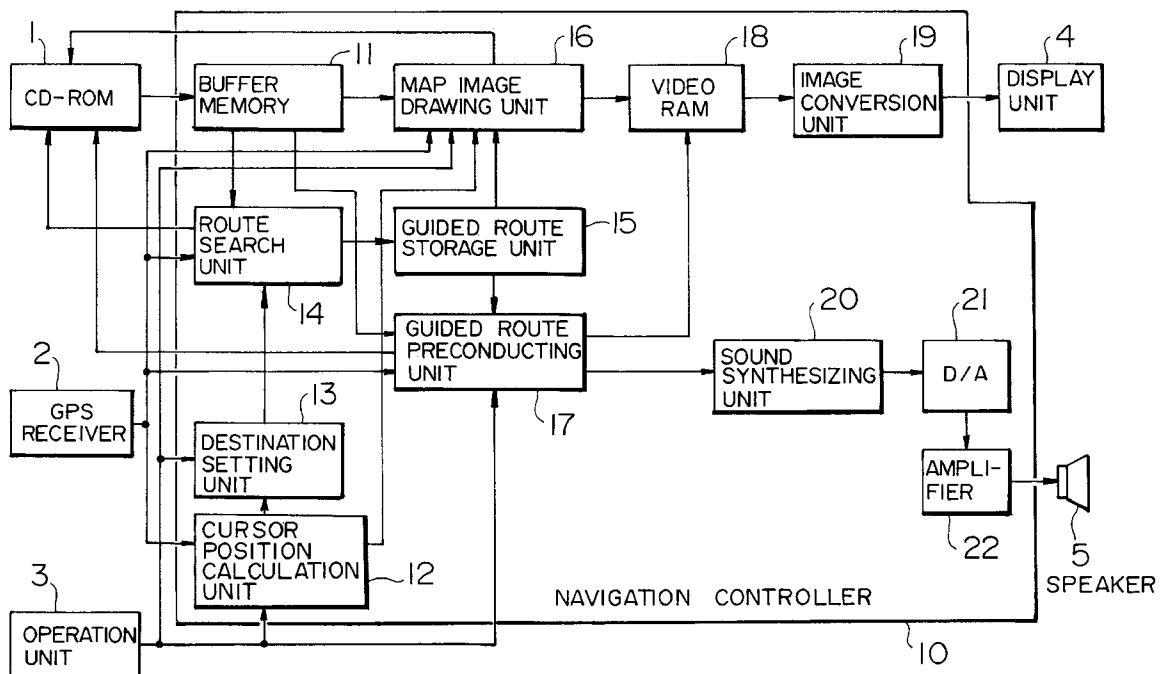 1
CD-ROM
11
BUFFER
MEMORY
16
MAP IMAGE
DRAWING UNIT
18
VIDEO
RAM
19
IMAGE
CONVERSION
UNIT
4
DISPLAY
UNIT
ROUTE
SEARCH
UNIT
14
GUIDED ROUTE
STORAGE UNIT
15
GUIDED ROUTE
PRECONDUCTING
UNIT
17
20
SOUND
SYNTHESIZING
UNIT
21
D/A
2
GPS
RECEIVER
13
DESTINATION
SETTING
UNIT
AMPLI-
FIER
22
5
SPEAKER
CURSOR
POSITION
CALCULATION
UNIT
12
3
OPERATION
UNIT
NAVIGATION CONTROLLER
10